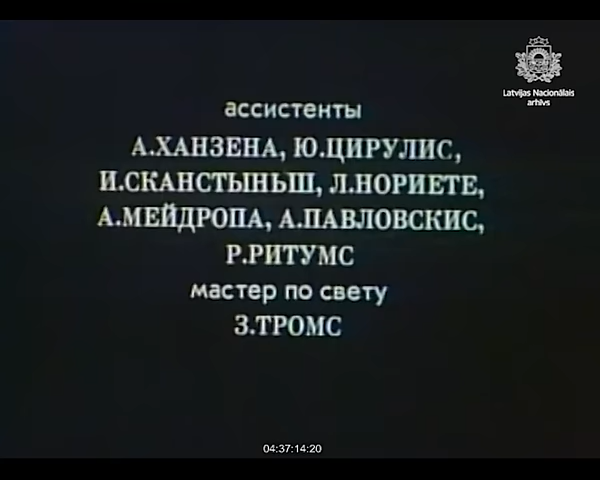 Latvijas Nacionālais
arhīvs
ассистенты
А.ХАНЗЕНА, Ю.ЦИРУЛИС,
И.СКАНСТЫНЬШ, Л.НОРИЕТЕ,
А.МЕЙДРОПА, А.ПАВЛОВСКИС,
Р.РИТУМС
мастер по свету
З.ТРОМС
04:37:14:20